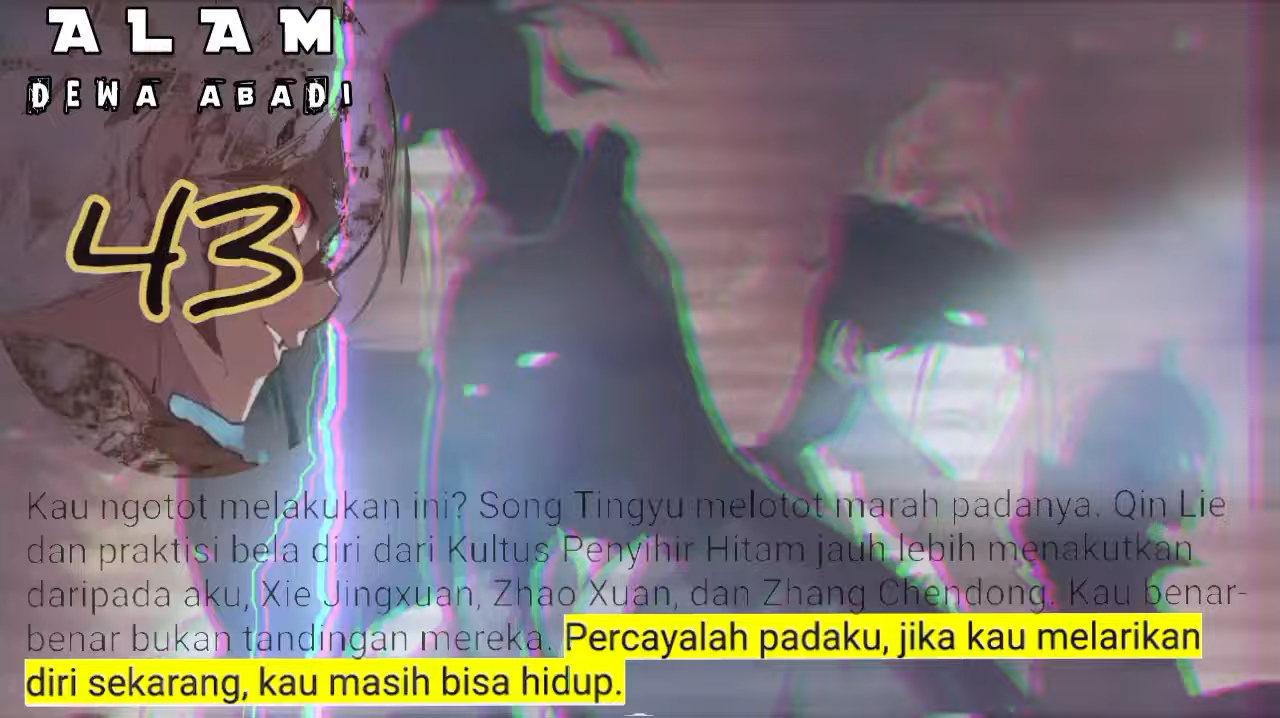 ALAM
DEWA ABADI
43
Kau ngotot melakukan ini? Song Tingyu melotot marah padanya. Qin Lie
dan praktisi bela diri dari Kultus Penyihir Hitam jauh lebih menakutkan
daripada aku, Xie Jingxuan, Zhao Xuan, dan Zhang Chendong. Kau benar-
benar bukan tandingan mereka. Percayalah padaku, jika kau melarikan
diri sekarang, kau masih bisa hidup.